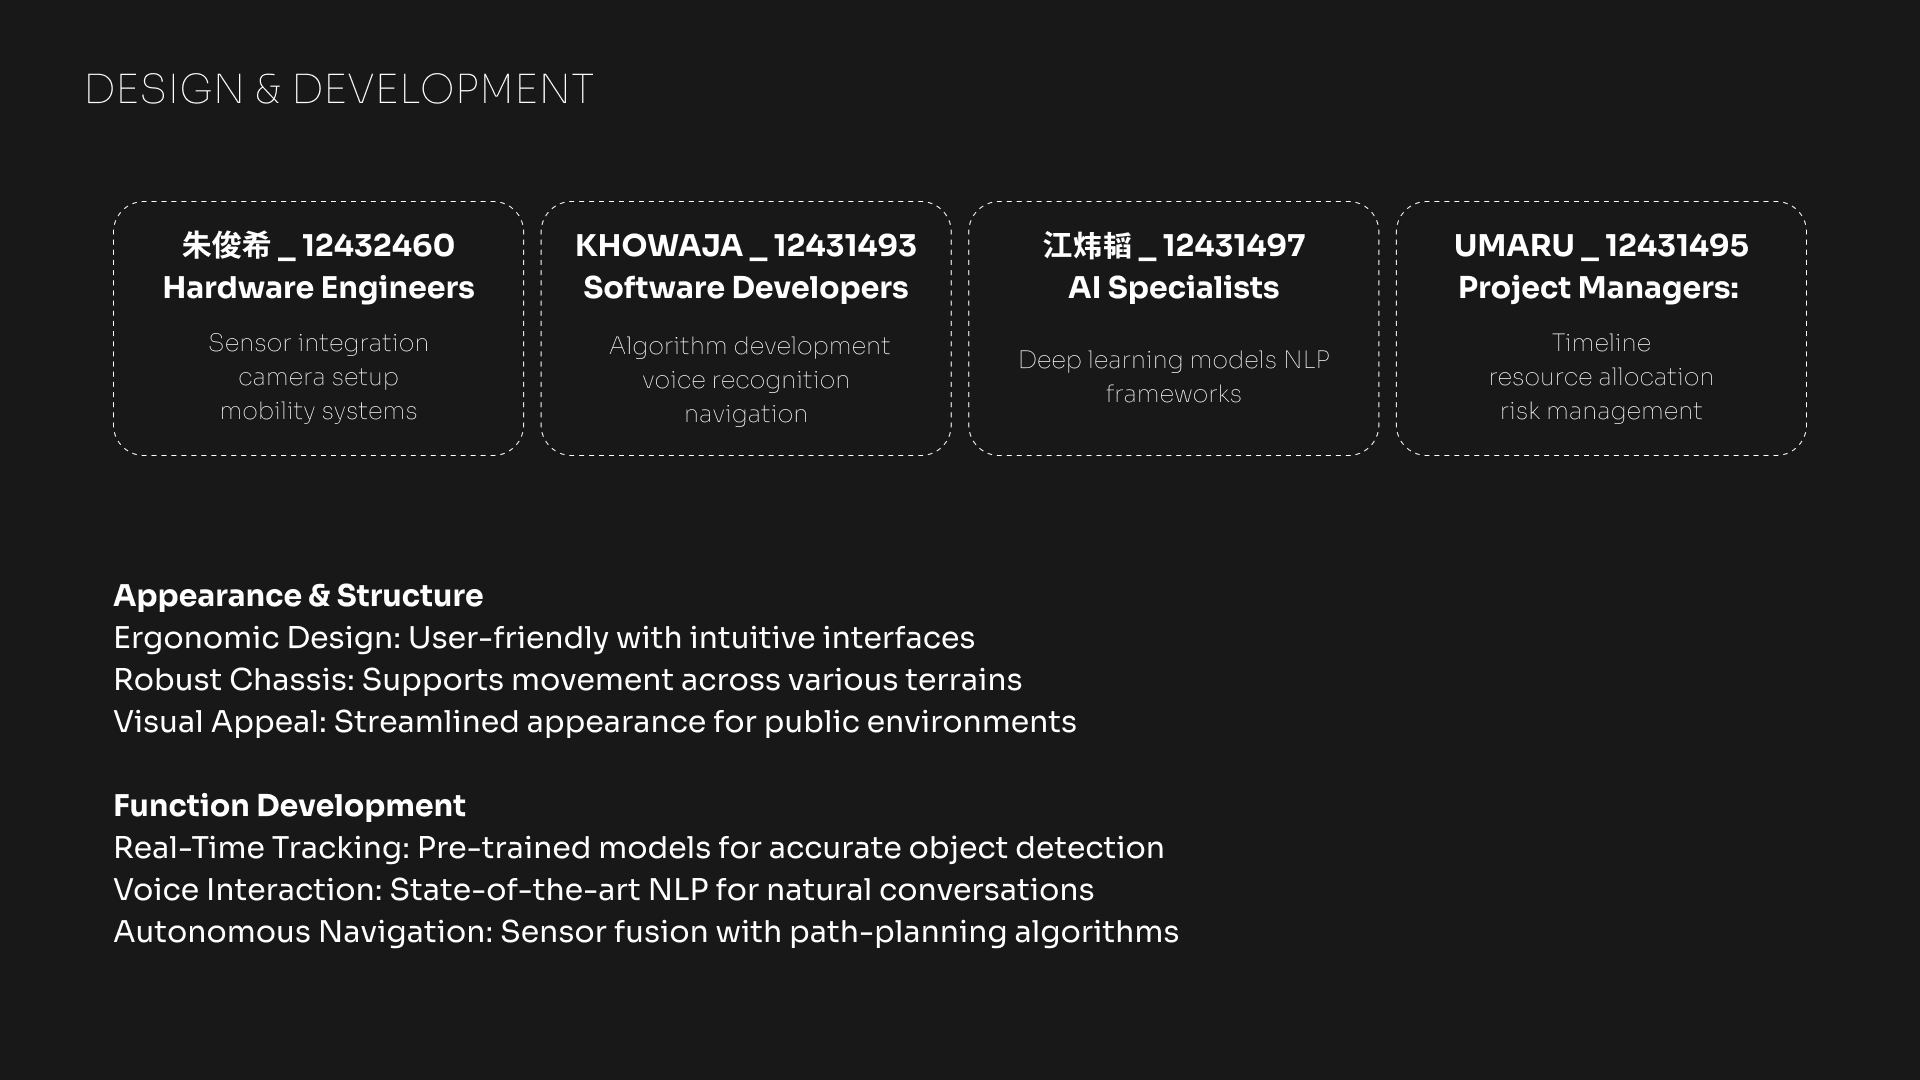 DESIGN & DEVELOPMENT
朱俊希 _ 12432460
Hardware Engineers
Sensor integration
camera setup
mobility systems
KHOWAJA _ 12431493
Software Developers
Algorithm development
voice recognition
navigation
江炜韬 _ 12431497
AI Specialists
Deep learning models NLP
frameworks
UMARU _ 12431495
Project Managers:
Timeline
resource allocation
risk management
Appearance & Structure
Ergonomic Design: User-friendly with intuitive interfaces
Robust Chassis: Supports movement across various terrains
Visual Appeal: Streamlined appearance for public environments
Function Development
Real-Time Tracking: Pre-trained models for accurate object detection
Voice Interaction: State-of-the-art NLP for natural conversations
Autonomous Navigation: Sensor fusion with path-planning algorithms